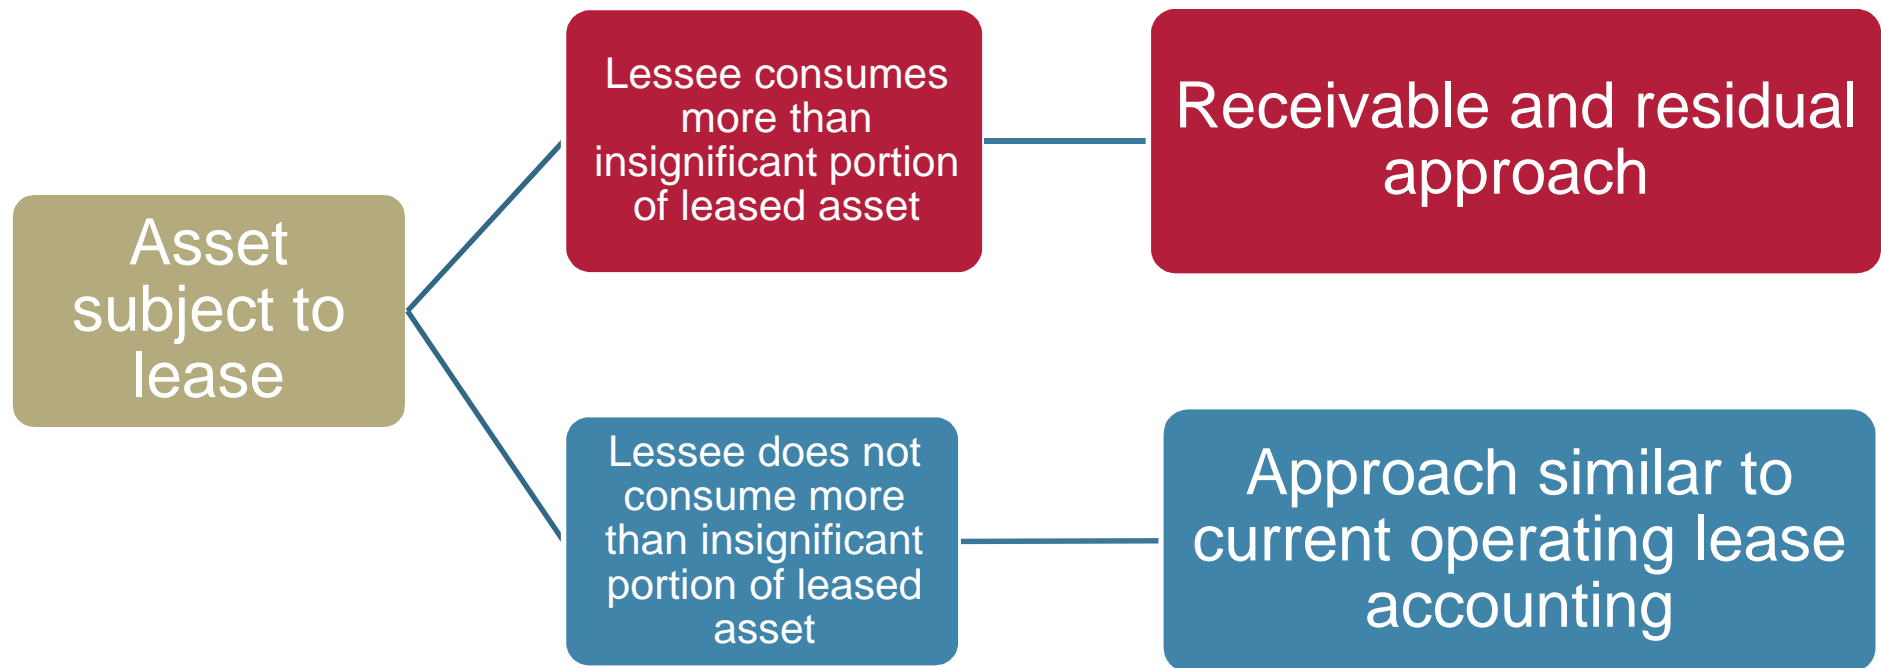 Asset
subject to
lease
Lessee consumes
more than
insignificant portion
of leased asset
Receivable and residual
approach
Lessee does not
consume more
than insignificant
portion of leased
asset
Approach similar to
current operating lease
accounting